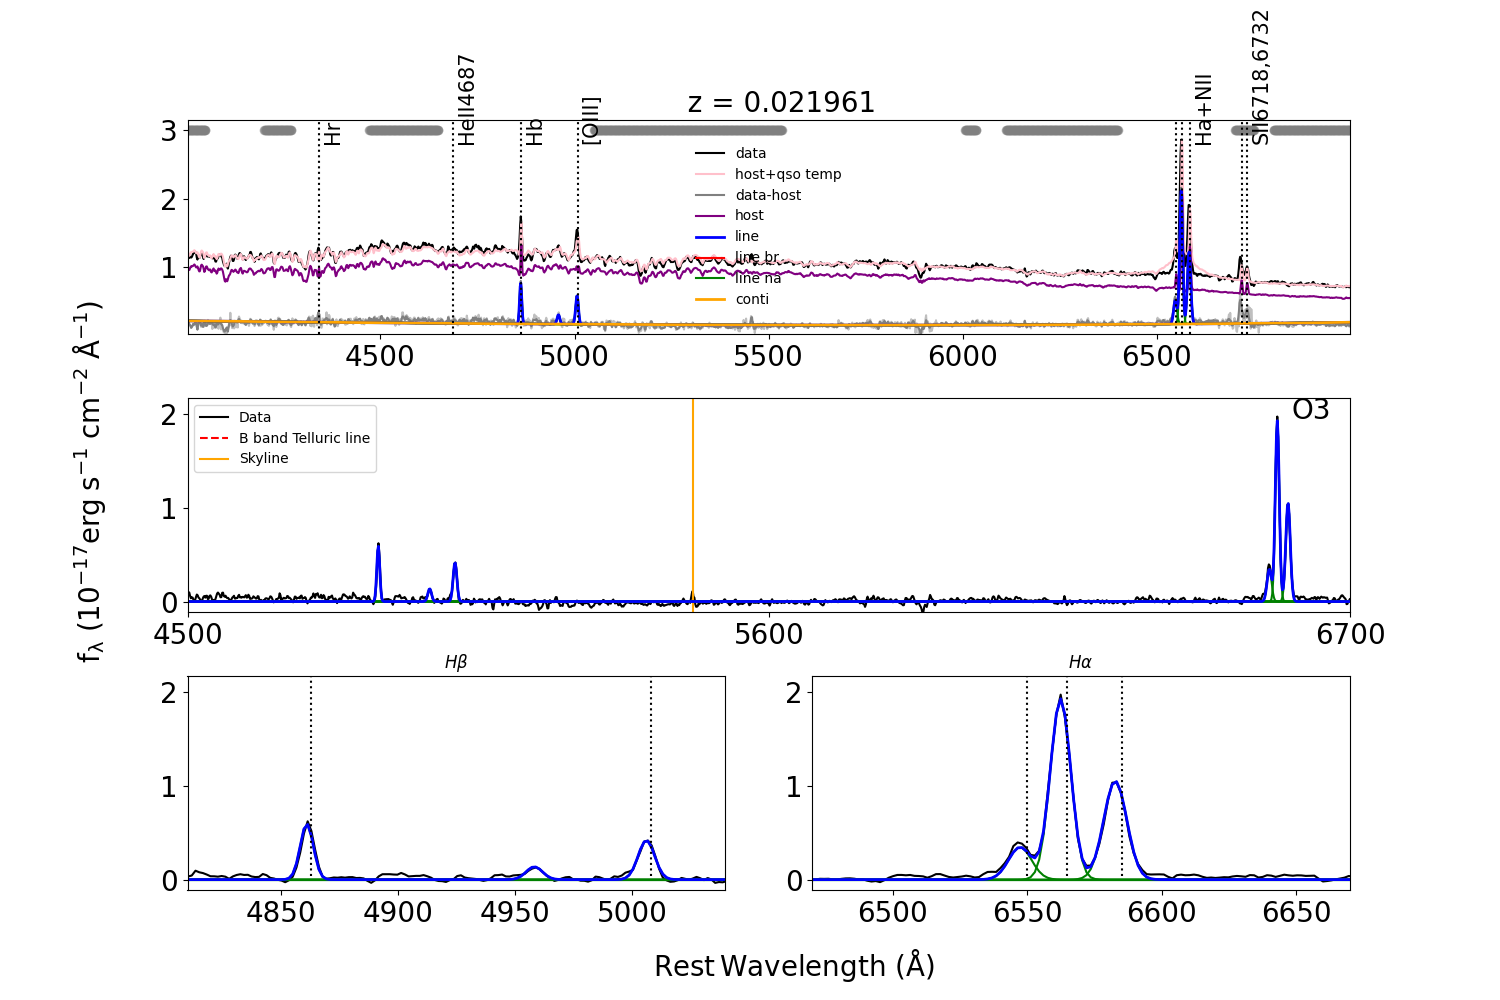 z = 0.021961
Hr
HeII4687
Hb
[OIII]
Ha+NII
SII6718,6732
3
2
1
data
host+qso temp
data-host
host
line
line br
line na
conti
4500 5000 5500 6000 6500
fλ (10⁻¹⁷erg s⁻¹ cm⁻² Å⁻¹)
2
1
0
Data
B band Telluric line
Skyline
O3
4500 5600 6700
Hβ
2
1
0
4850 4900 4950 5000
Hα
2
1
0
6500 6550 6600 6650
Rest Wavelength (Å)